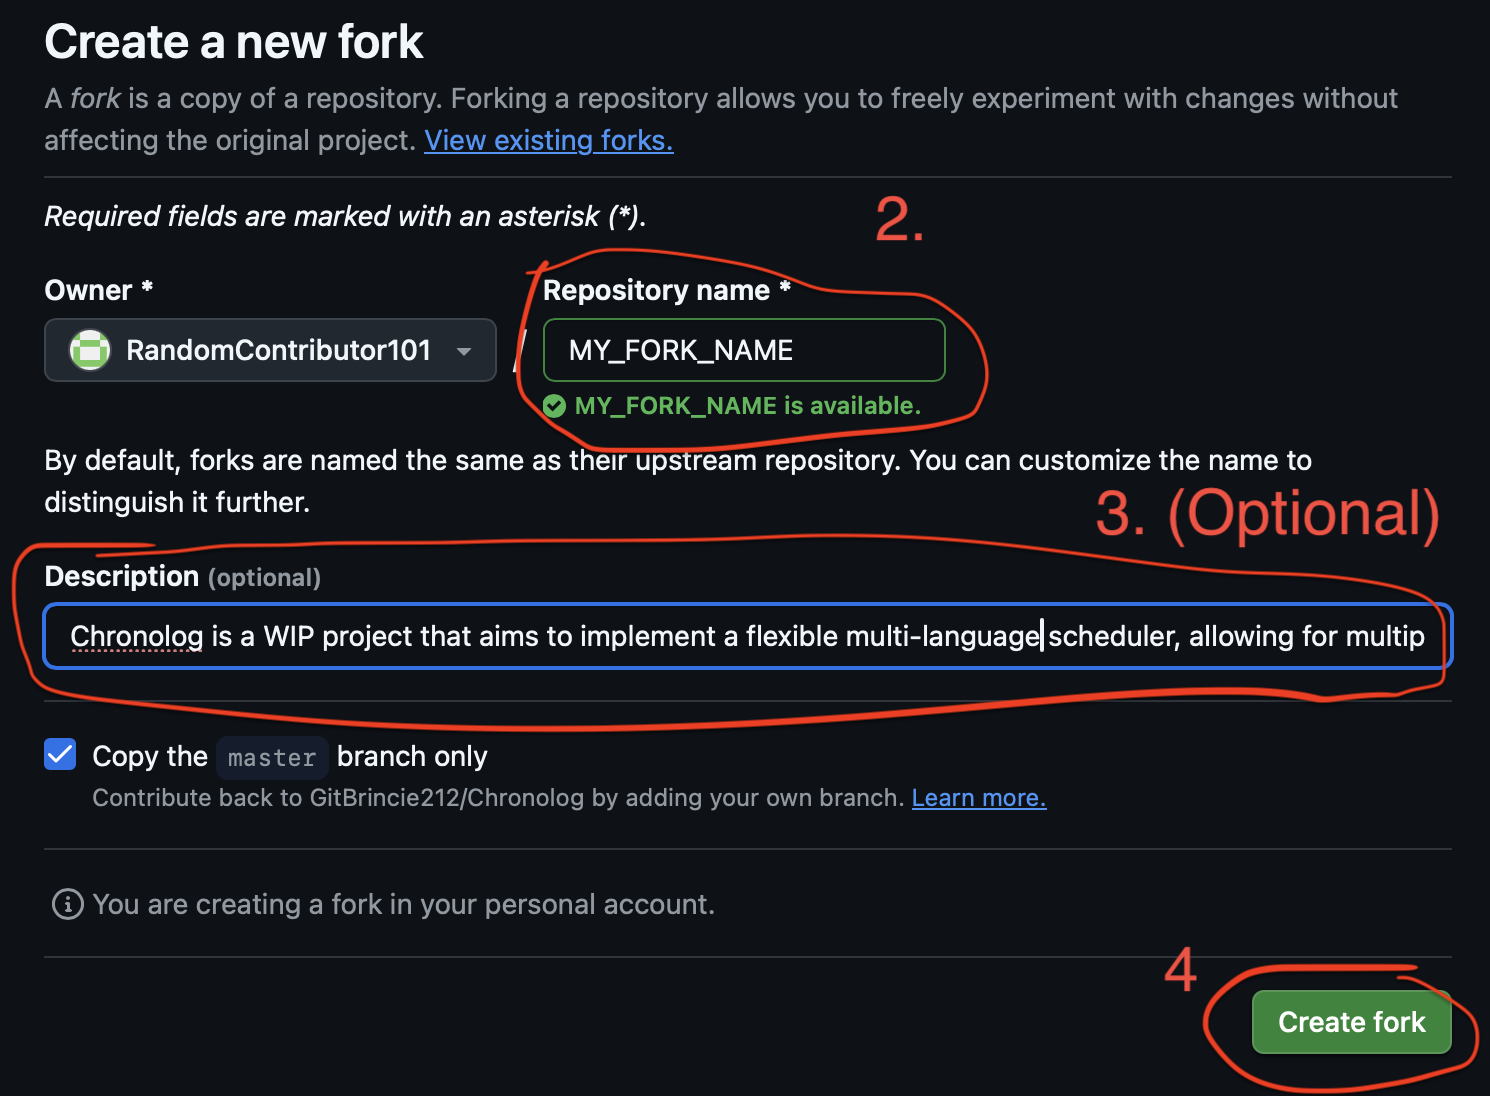 Create a new fork
A fork is a copy of a repository. Forking a repository allows you to freely experiment with changes without
affecting the original project. View existing forks.
Required fields are marked with an asterisk (*).
2.
Owner *
Repository name *
RandomContributor101
/
MY_FORK_NAME
MY_FORK_NAME is available.
By default, forks are named the same as their upstream repository. You can customize the name to
distinguish it further.
3. (Optional)
Description (optional)
Chronolog is a WIP project that aims to implement a flexible multi-language scheduler, allowing for multip
Copy the master branch only
Contribute back to GitBrincie212/Chronolog by adding your own branch. Learn more.
You are creating a fork in your personal account.
4
Create fork